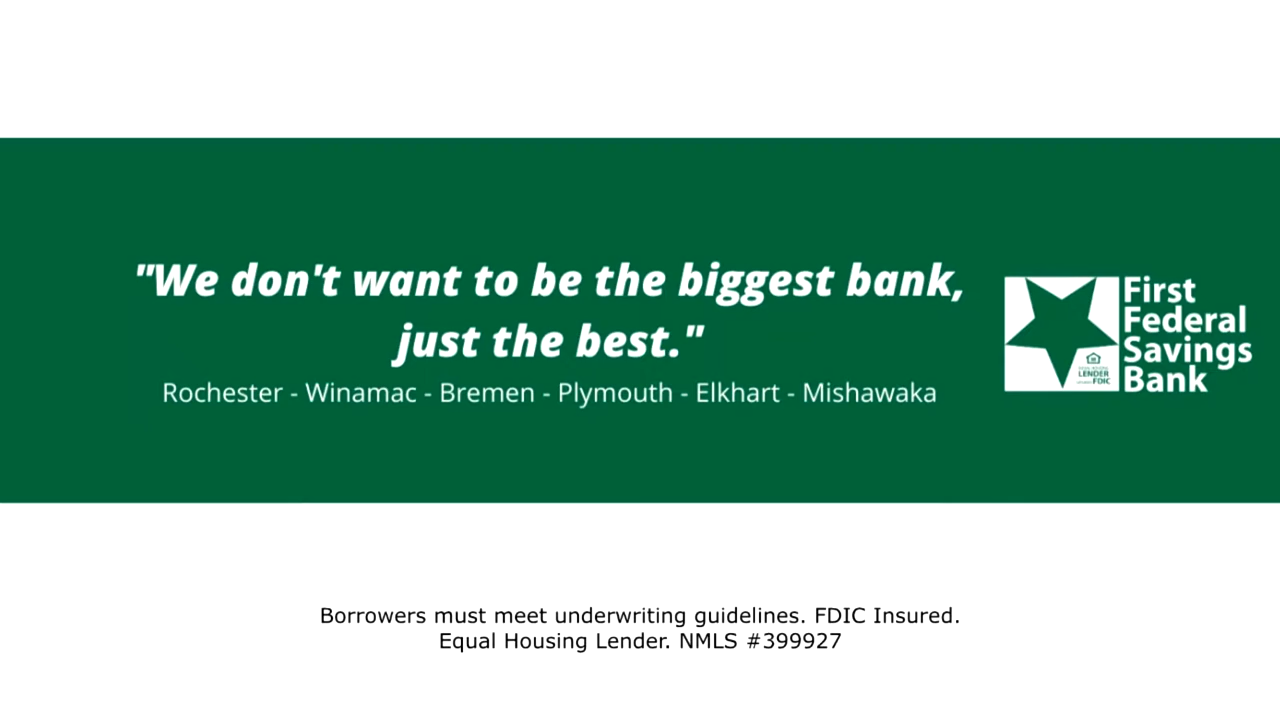 "We don't want to be the biggest bank,
just the best."
Rochester - Winamac - Bremen - Plymouth - Elkhart - Mishawaka
First
Federal
Savings
Bank
LENDER
FDIC
Borrowers must meet underwriting guidelines. FDIC Insured.
Equal Housing Lender. NMLS #399927